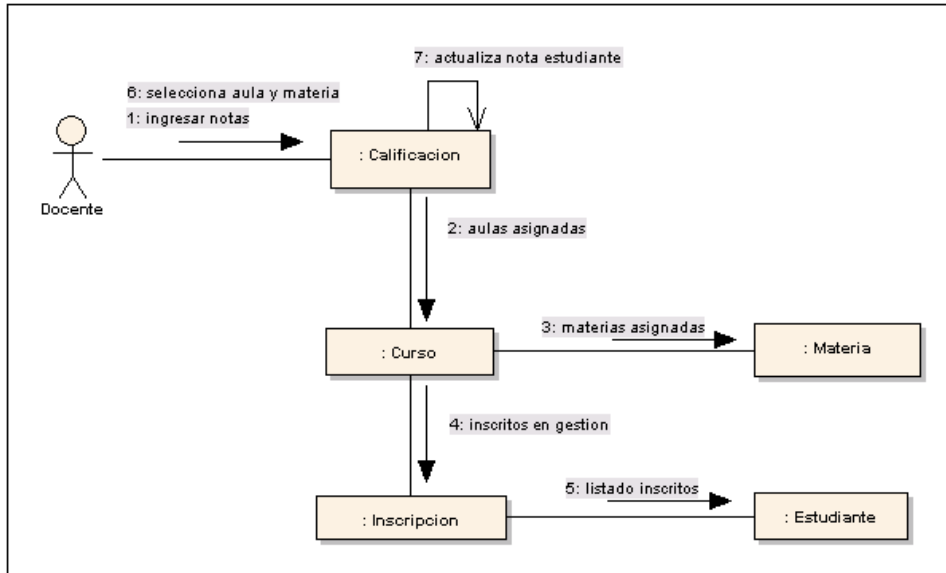 7: actualiza nota estudiante
6: selecciona aula y materia
1: ingresar notas
: Calificacion
Docente
2: aulas asignadas
3: materias asignadas
: Curso
: Materia
4: inscritos en gestion
5: listado inscritos
: Inscripcion
: Estudiante